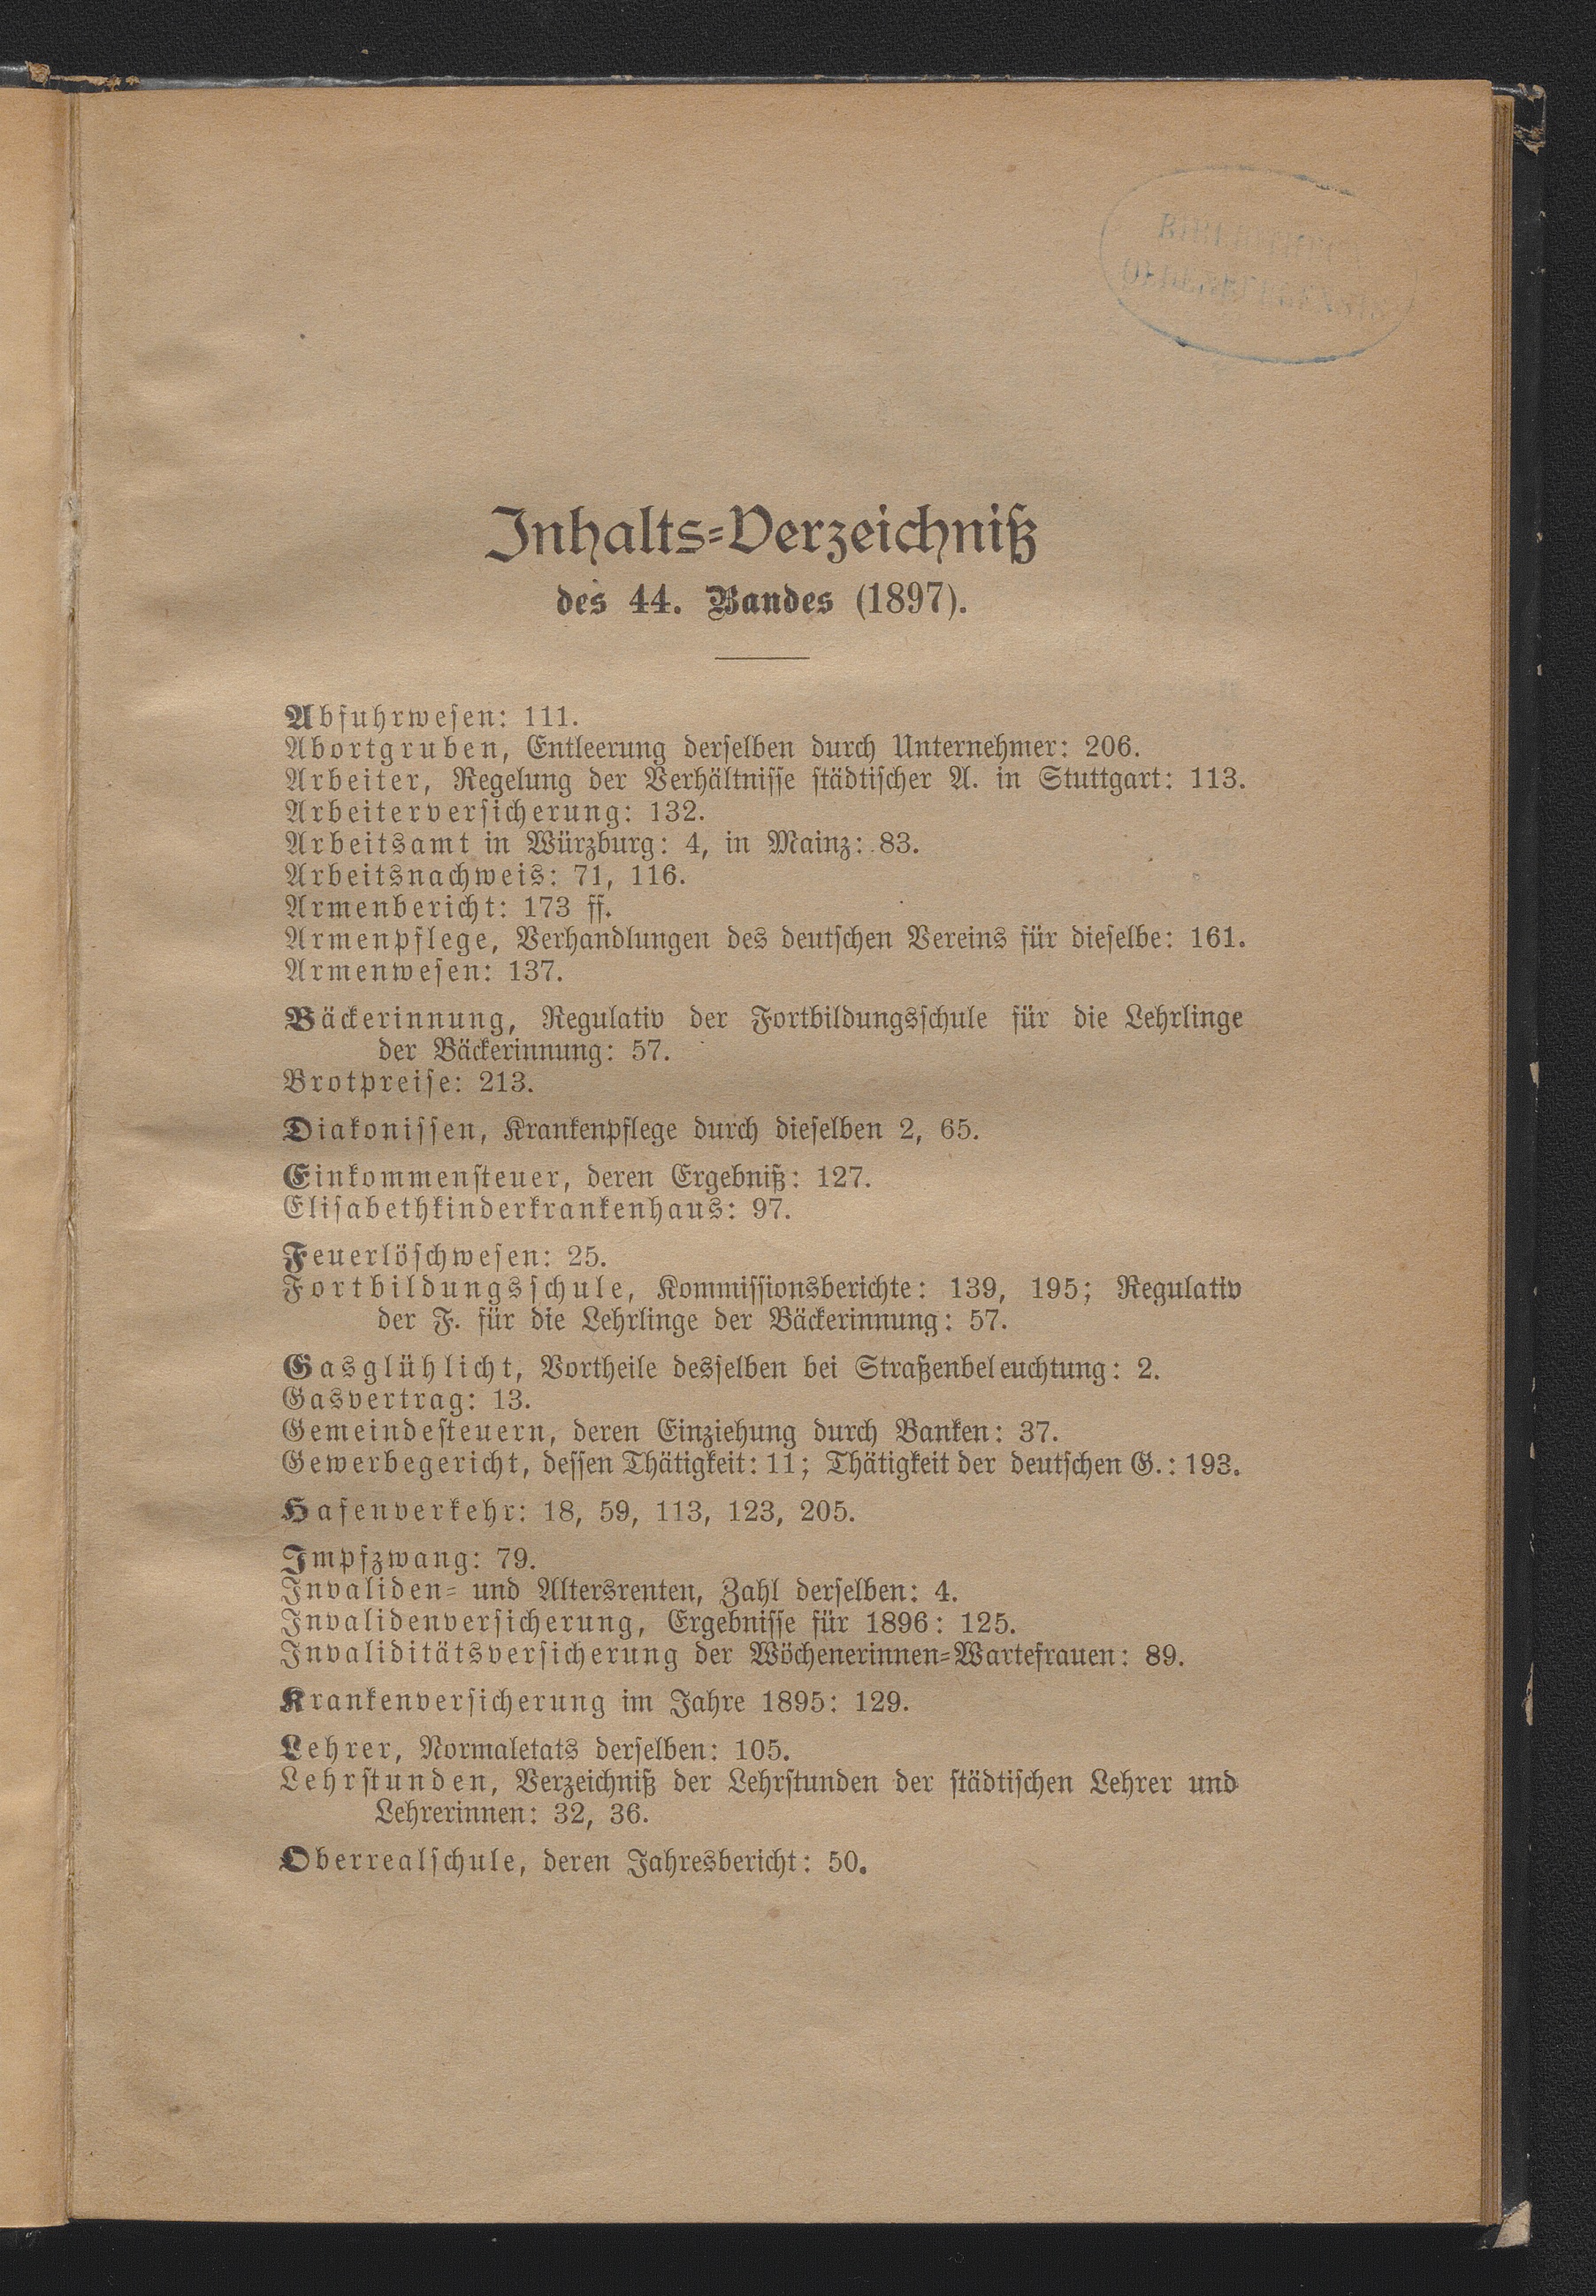 Inhalts-Verzeichniß
des 44. Bandes (1897).
Abfuhrwesen: 111.
Abortgruben, Entleerung derselben durch Unternehmer: 206.
Arbeiter, Regelung der Verhältnisse städtischer A. in Stuttgart: 113.
Arbeiterversicherung: 132.
Arbeitsamt in Würzburg: 4, in Mainz: 83.
Arbeitsnachweis: 71, 116.
Armenbericht: 173 ff.
Armenpflege, Verhandlungen des deutschen Vereins für dieselbe: 161.
Armenwesen: 137.
Bäckerinnung, Regulativ der Fortbildungsschule für die Lehrlinge
der Bäckerinnung: 57.
Brotpreise: 213.
Diakonissen, Krankenpflege durch dieselben 2, 65.
Einkommensteuer, deren Ergebniß: 127.
Elisabethkinderkrankenhaus: 97.
Feuerlöschwesen: 25.
Fortbildungsschule, Kommissionsberichte: 139, 195; Regulativ
der F. für die Lehrlinge der Bäckerinnung: 57.
Gasglühlicht, Vortheile desselben bei Straßenbeleuchtung: 2.
Gasvertrag: 13.
Gemeindesteuern, deren Einziehung durch Banken: 37.
Gewerbegericht, dessen Thätigkeit: 11; Thätigkeit der deutschen G.: 193.
Hafenverkehr: 18, 59, 113, 123, 205.
Impfzwang: 79.
Invaliden- und Altersrenten, Zahl derselben: 4.
Invalidenversicherung, Ergebnisse für 1896: 125.
Invaliditätsversicherung der Wöchenerinnen-Wartefrauen: 89.
Krankenversicherung im Jahre 1895: 129.
Lehrer, Normaletats derselben: 105.
Lehrstunden, Verzeichniß der Lehrstunden der städtischen Lehrer und
Lehrerinnen: 32, 36.
Oberrealschule, deren Jahresbericht: 50.